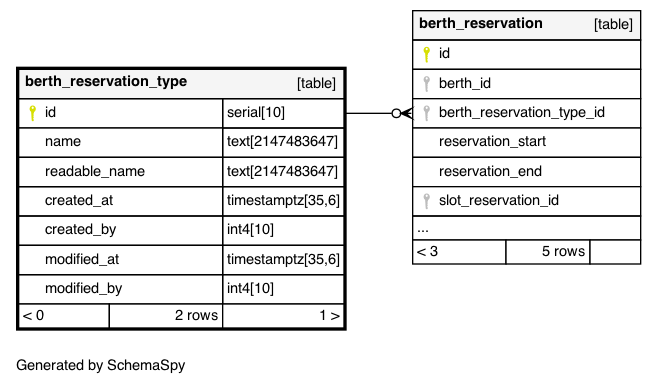 berth_reservation_type [table]
id serial[10]
name text[2147483647]
readable_name text[2147483647]
created_at timestamptz[35,6]
created_by int4[10]
modified_at timestamptz[35,6]
modified_by int4[10]
< 0 2 rows 1 >
berth_reservation [table]
id
berth_id
berth_reservation_type_id
reservation_start
reservation_end
slot_reservation_id
...
< 3 5 rows
Generated by SchemaSpy